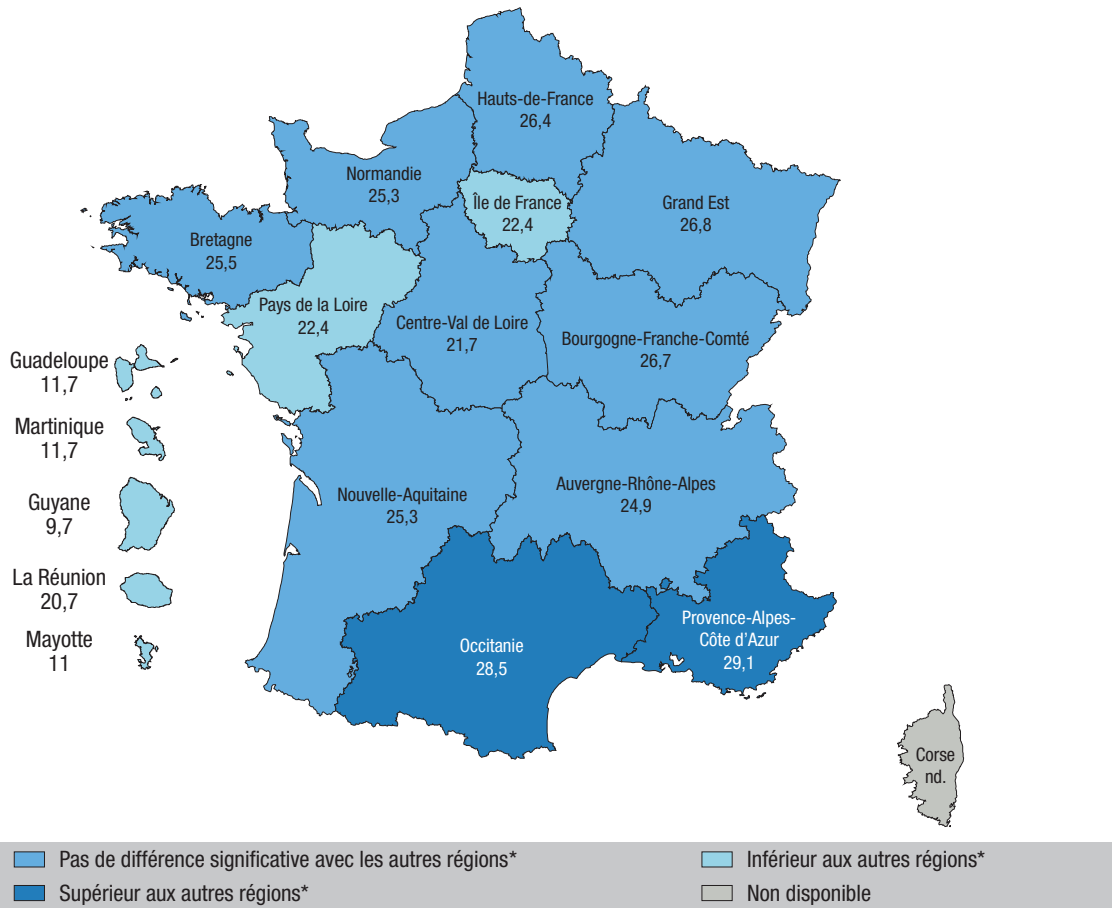 Hauts-de-France
26,4
Normandie
25,3
Île de France
22,4
Grand Est
26,8
Bretagne
25,5
Pays de la Loire
22,4
Centre-Val de Loire
21,7
Bourgogne-Franche-Comté
26,7
Guadeloupe
11,7
Martinique
11,7
Guyane
9,7
La Réunion
20,7
Mayotte
11
Nouvelle-Aquitaine
25,3
Auvergne-Rhône-Alpes
24,9
Occitanie
28,5
Provence-Alpes-
Côte d'Azur
29,1
Corse
nd.
Pas de différence significative avec les autres régions*
Inférieur aux autres régions*
Supérieur aux autres régions*
Non disponible